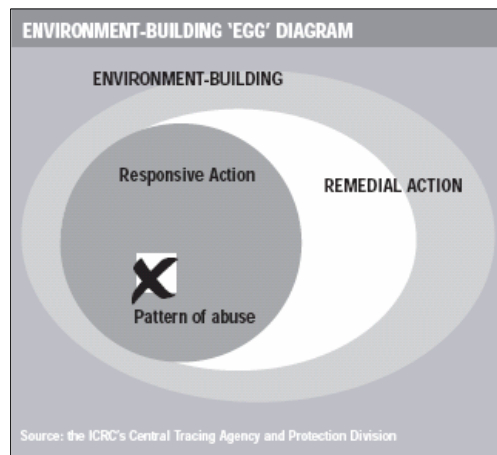 ENVIRONMENT-BUILDING ‘EGG’ DIAGRAM
ENVIRONMENT-BUILDING
Responsive Action
REMEDIAL ACTION
Pattern of abuse
Source: the ICRC's Central Tracing Agency and Protection Division